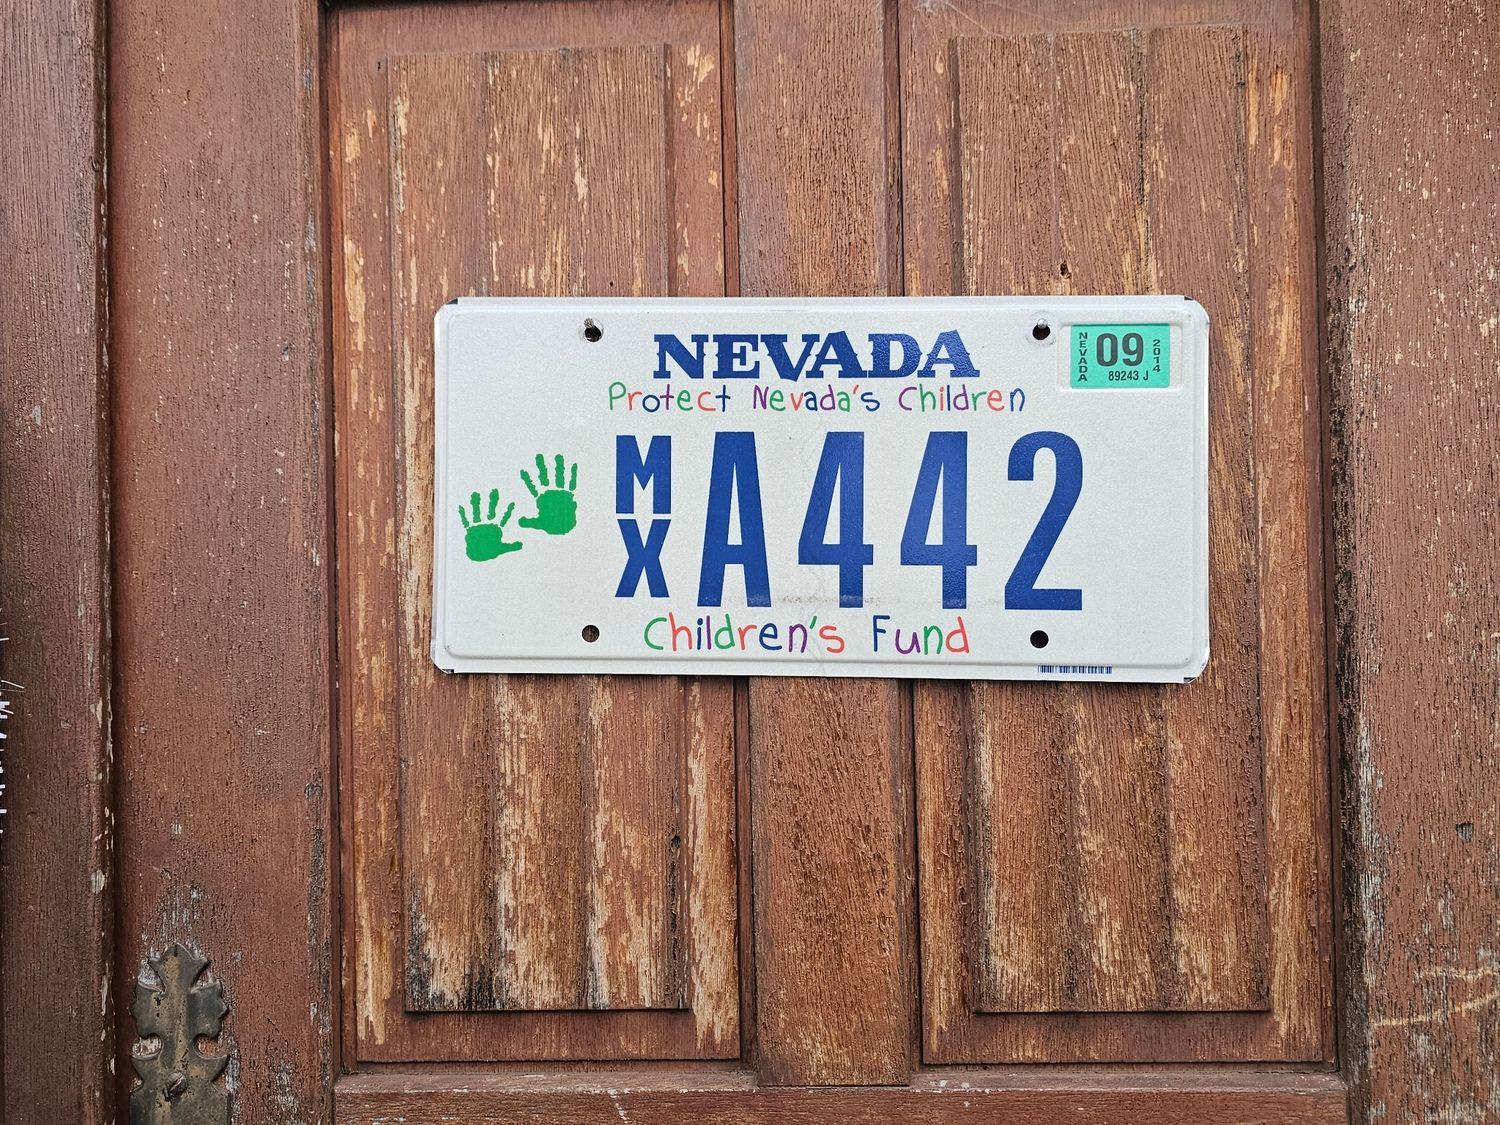 NEVADA
Protect Nevada's Children
NEVADA 09 2014
89243 J
MX A442
Children's Fund